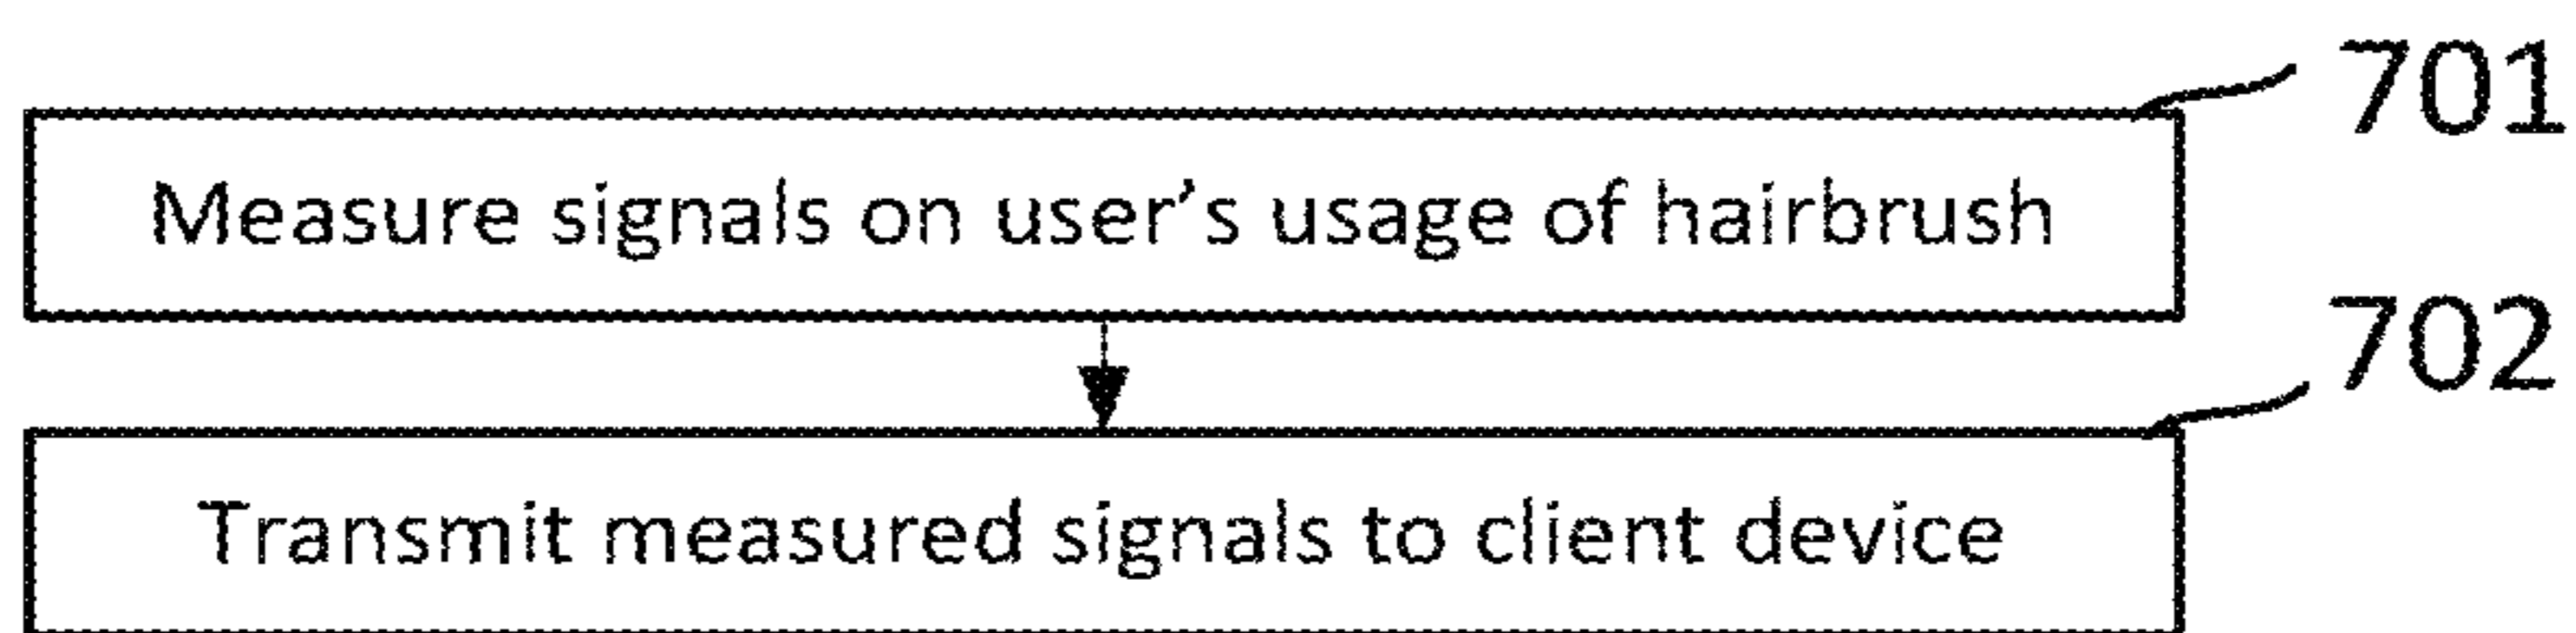 701
Measure signals on user’s usage of hairbrush
702
Transmit measured signals to client device